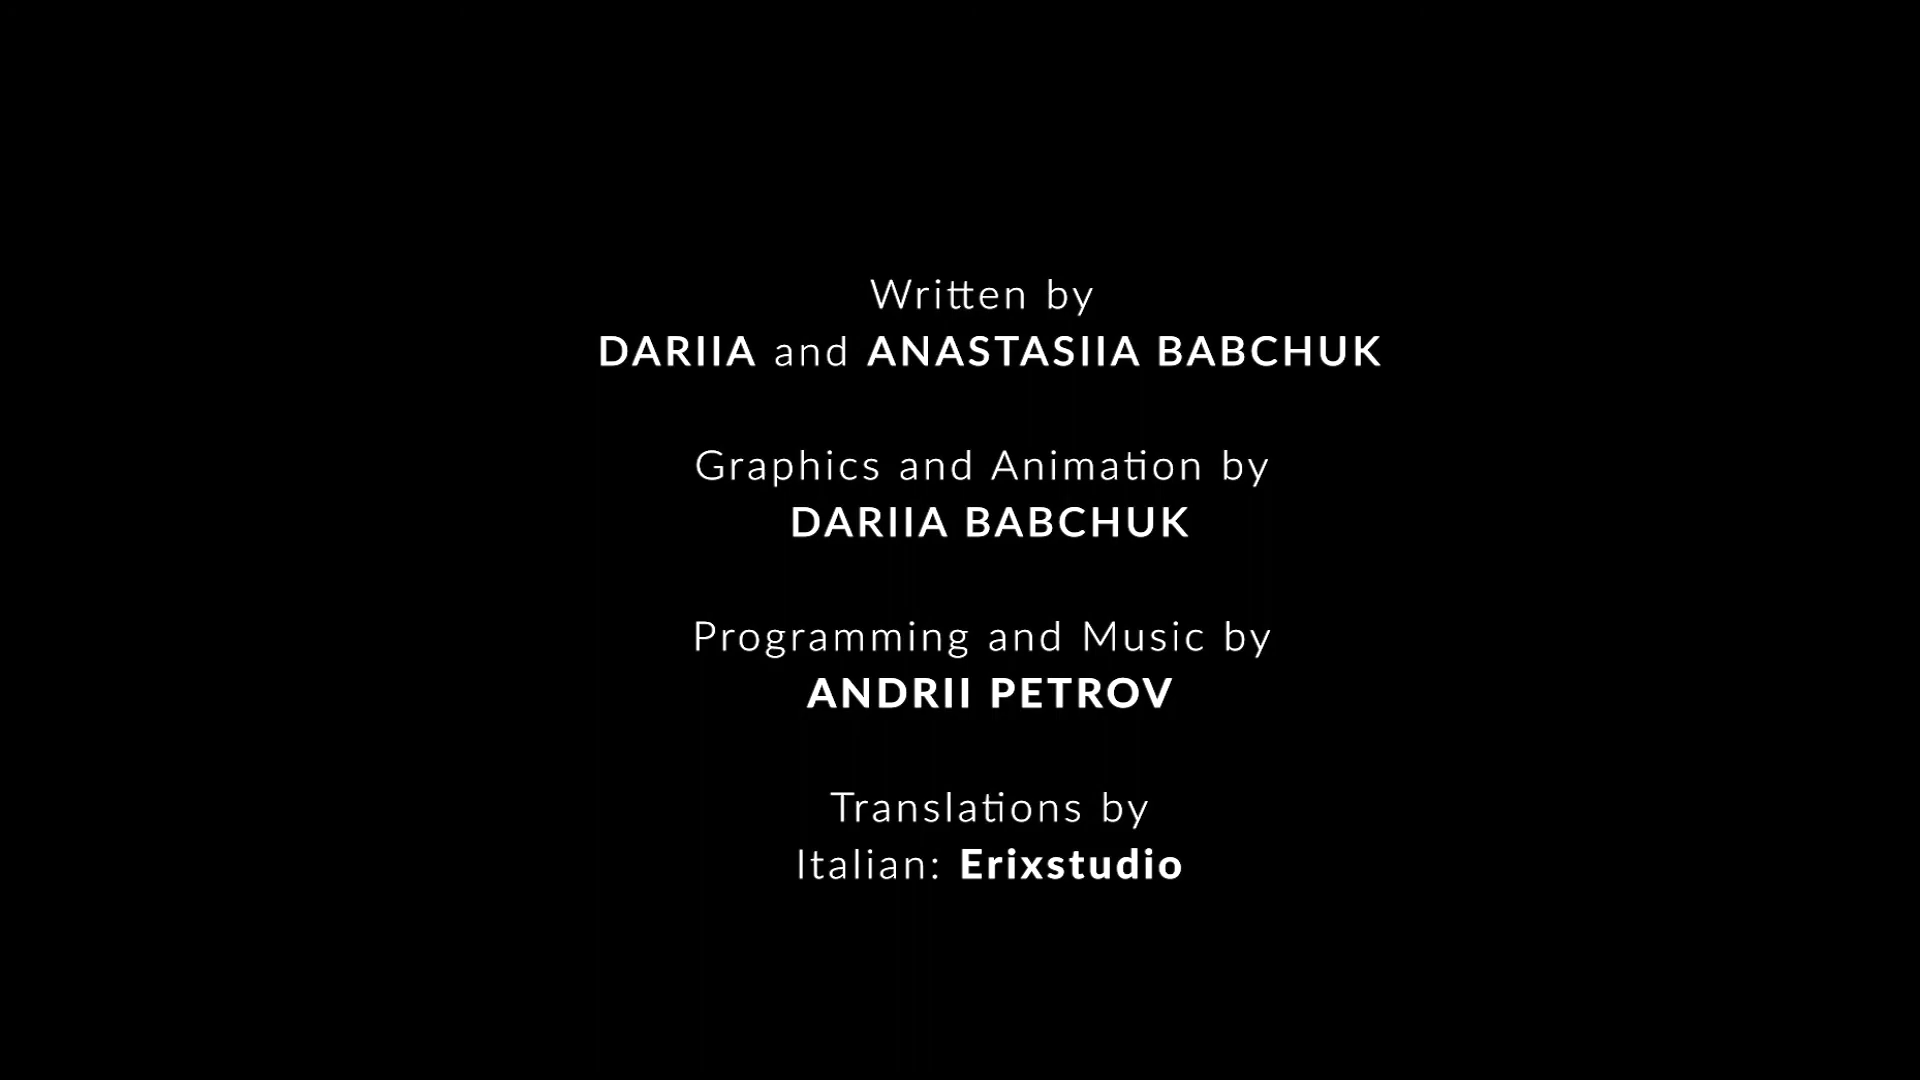 Written by
DARIIA and ANASTASIIA BABCHUK
Graphics and Animation by
DARIIA BABCHUK
Programming and Music by
ANDRII PETROV
Translations by
Italian: Erixstudio